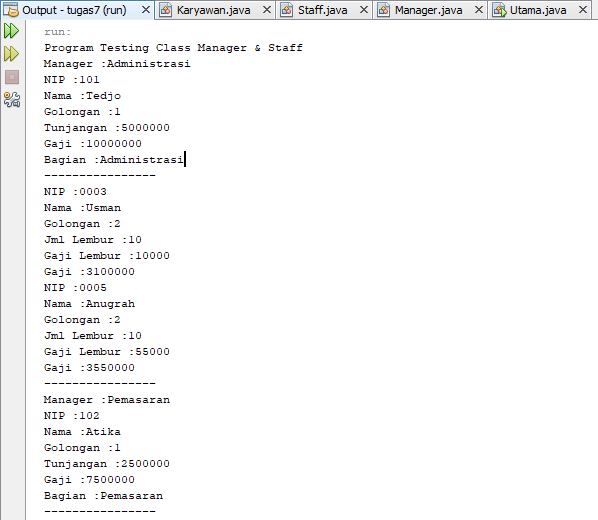 Output - tugas7 (run) Karyawan.java Staff.java Manager.java Utama.java
run:
Program Testing Class Manager & Staff
Manager :Administrasi
NIP :101
Nama :Tedjo
Golongan :1
Tunjangan :5000000
Gaji :10000000
Bagian :Administrasi
----------------
NIP :0003
Nama :Usman
Golongan :2
Jml Lembur :10
Gaji Lembur :10000
Gaji :3100000
NIP :0005
Nama :Anugrah
Golongan :2
Jml Lembur :10
Gaji Lembur :55000
Gaji :3550000
----------------
Manager :Pemasaran
NIP :102
Nama :Atika
Golongan :1
Tunjangan :2500000
Gaji :7500000
Bagian :Pemasaran
----------------